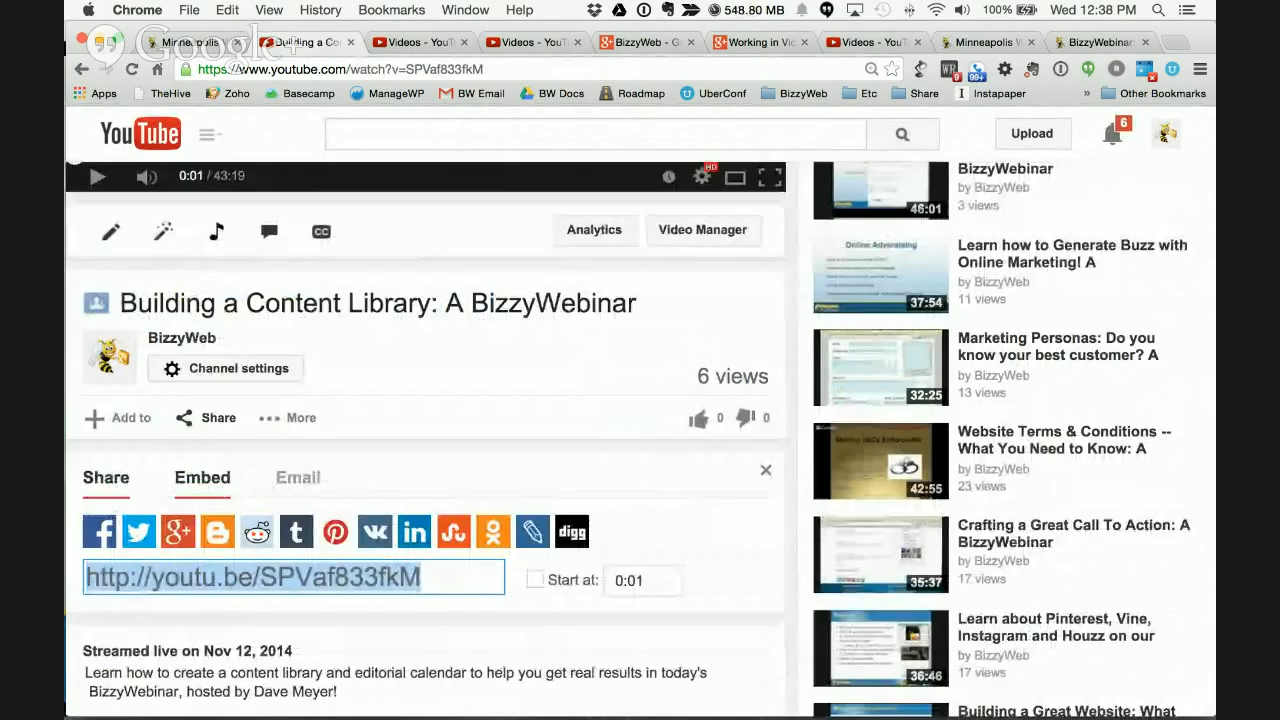 Chrome File Edit View History Bookmarks Window Help 548.80 MB 100% Wed 12:38 PM
Google+
Minneapolis Building a Co Videos - YouT Videos - YouT BizzyWeb - G Working in Vi Videos - YouT Minneapolis W BizzyWebinar
https://www.youtube.com/watch?v=SPVaf833fkM WR 9 99+
Apps TheHive Zoho Basecamp ManageWP BW Email BW Docs Roadmap UberConf BizzyWeb Etc Share Instapaper » Other Bookmarks
YouTube Upload 6
0:01 / 43:19 HD
CC Analytics Video Manager
Building a Content Library: A BizzyWebinar
BizzyWeb
Channel settings
6 views
Add to Share More 0 0
Share Embed Email
digg
http://youtu.be/SPVaf833fkM Start at: 0:01
Streamed live on Nov 12, 2014
Learn how to create a content library and editorial calendar to help you get real results in today's
BizzyWebinar, hosted by Dave Meyer!
BizzyWebinar
by BizzyWeb
3 views
46:01
Online Advertising
Learn how to Generate Buzz with
Online Marketing! A
by BizzyWeb
11 views
37:54
Marketing Personas: Do you
know your best customer? A
by BizzyWeb
13 views
32:25
Website Terms & Conditions --
What You Need to Know: A
by BizzyWeb
23 views
42:55
Crafting a Great Call To Action: A
BizzyWebinar
by BizzyWeb
17 views
35:37
Learn about Pinterest, Vine,
Instagram and Houzz on our
by BizzyWeb
17 views
36:46
Building a Great Website: What